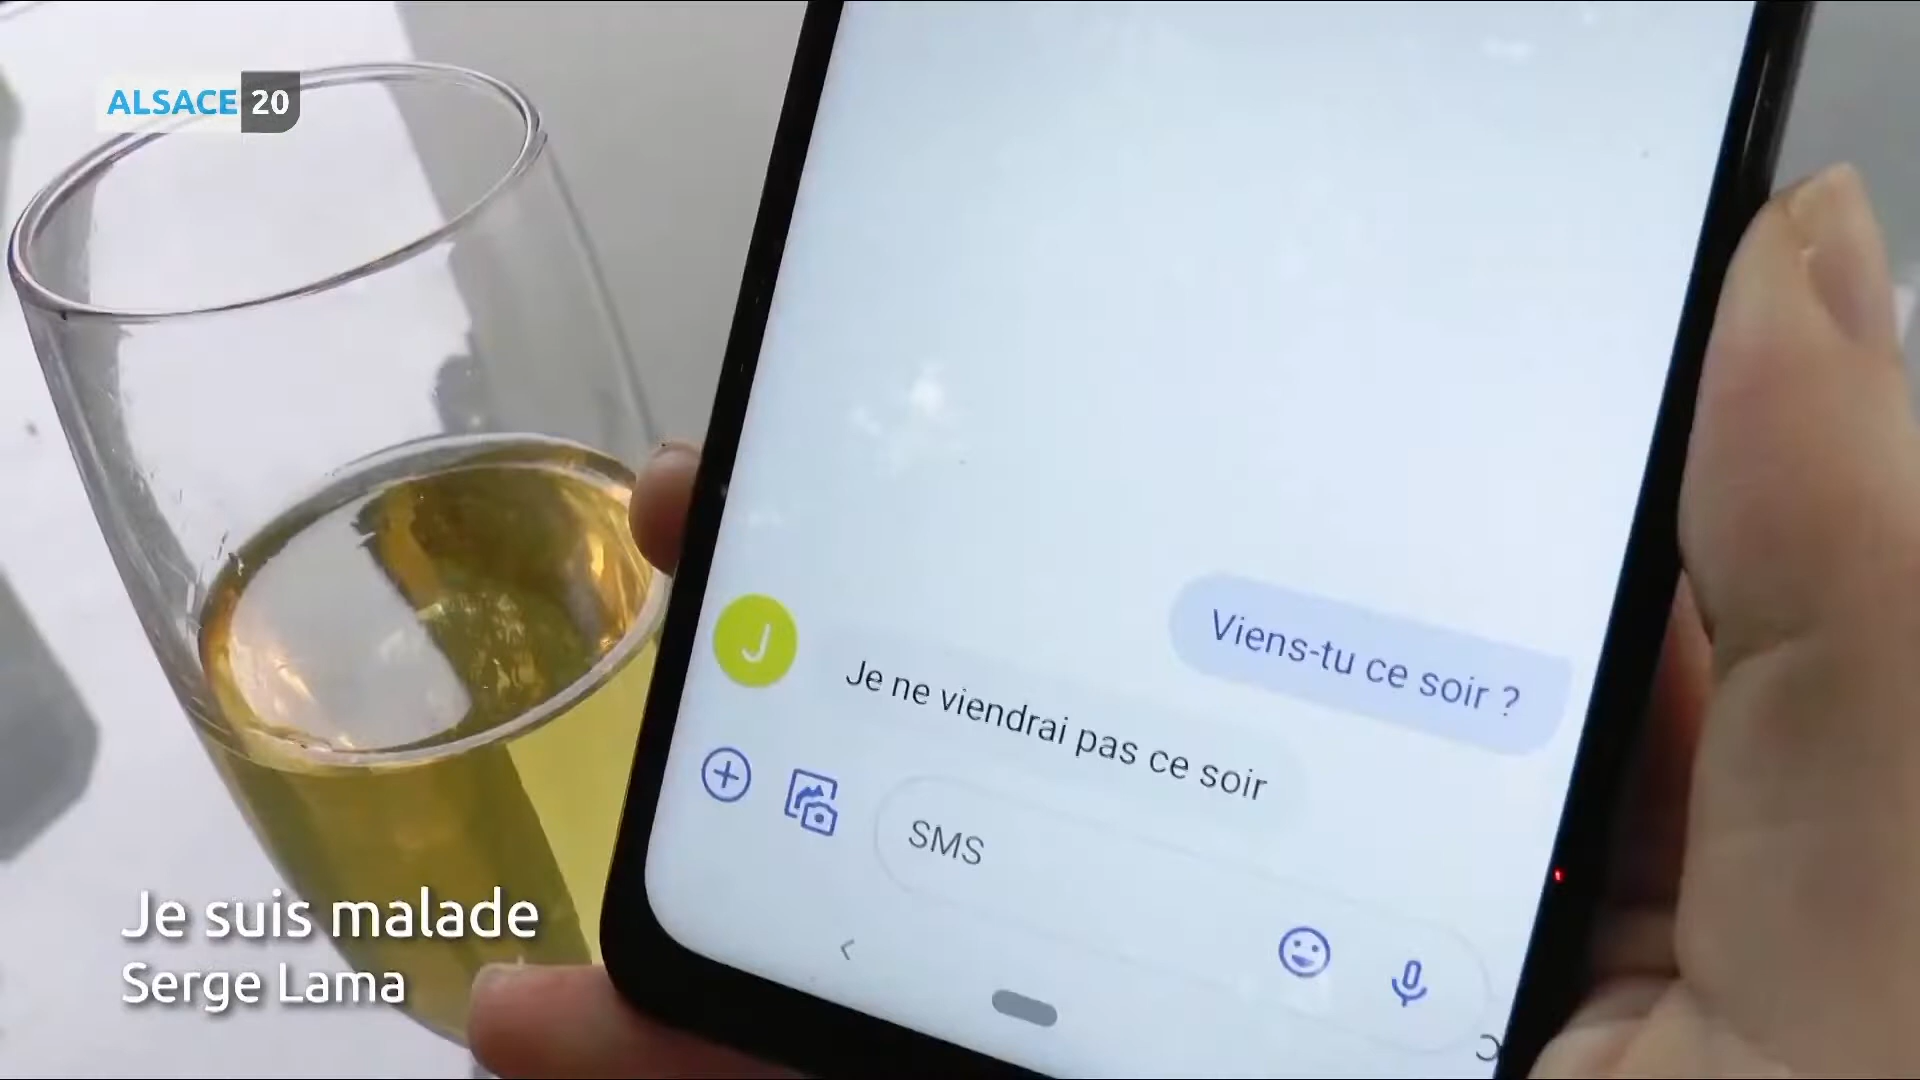 ALSACE 20
Viens-tu ce soir ?
J
Je ne viendrai pas ce soir
SMS
Je suis malade
Serge Lama